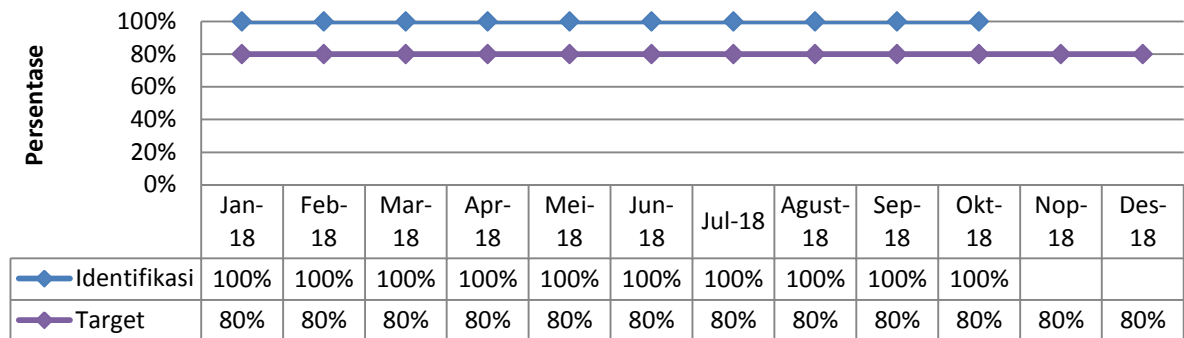 Persentase
100%
80%
60%
40%
20%
0%
Jan-18 Feb-18 Mar-18 Apr-18 Mei-18 Jun-18 Jul-18 Agust-18 Sep-18 Okt-18 Nop-18 Des-18
Identifikasi 100% 100% 100% 100% 100% 100% 100% 100% 100% 100%
Target 80% 80% 80% 80% 80% 80% 80% 80% 80% 80% 80% 80%